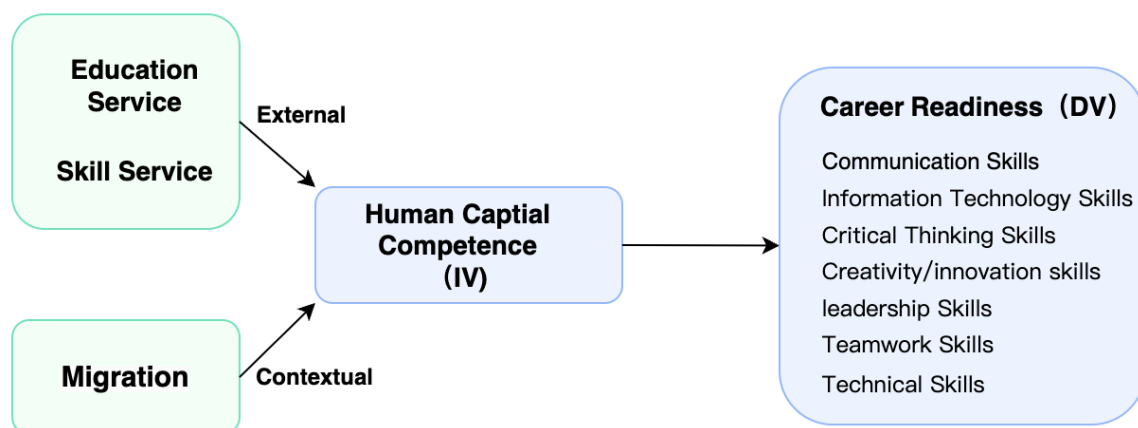 Education
Service
Skill Service
External
Migration
Contextual
Human Captial
Competence
（IV)
Career Readiness（DV）
Communication Skills
Information Technology Skills
Critical Thinking Skills
Creativity/innovation skills
leadership Skills
Teamwork Skills
Technical Skills